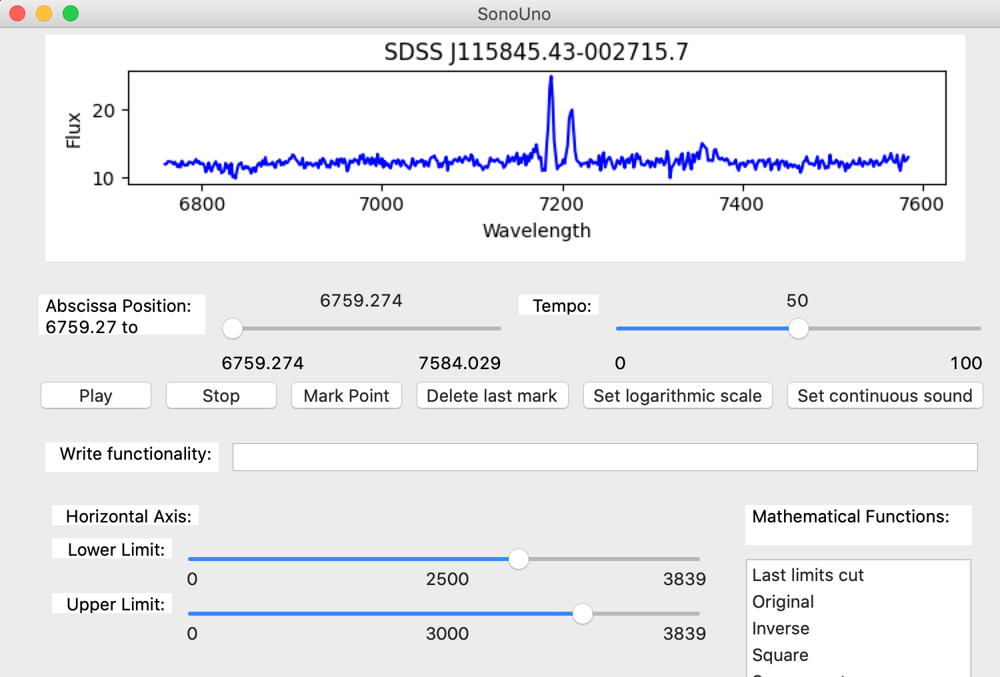 SonoUno
SDSS J115845.43-002715.7
Flux
20
10
6800 7000 7200 7400 7600
Wavelength
Abscissa Position:
6759.27 to
6759.274
6759.274 7584.029
Tempo:
50
0 100
Play Stop Mark Point Delete last mark Set logarithmic scale Set continuous sound
Write functionality:
Horizontal Axis:
Lower Limit:
0 2500 3839
Upper Limit:
0 3000 3839
Mathematical Functions:
Last limits cut
Original
Inverse
Square